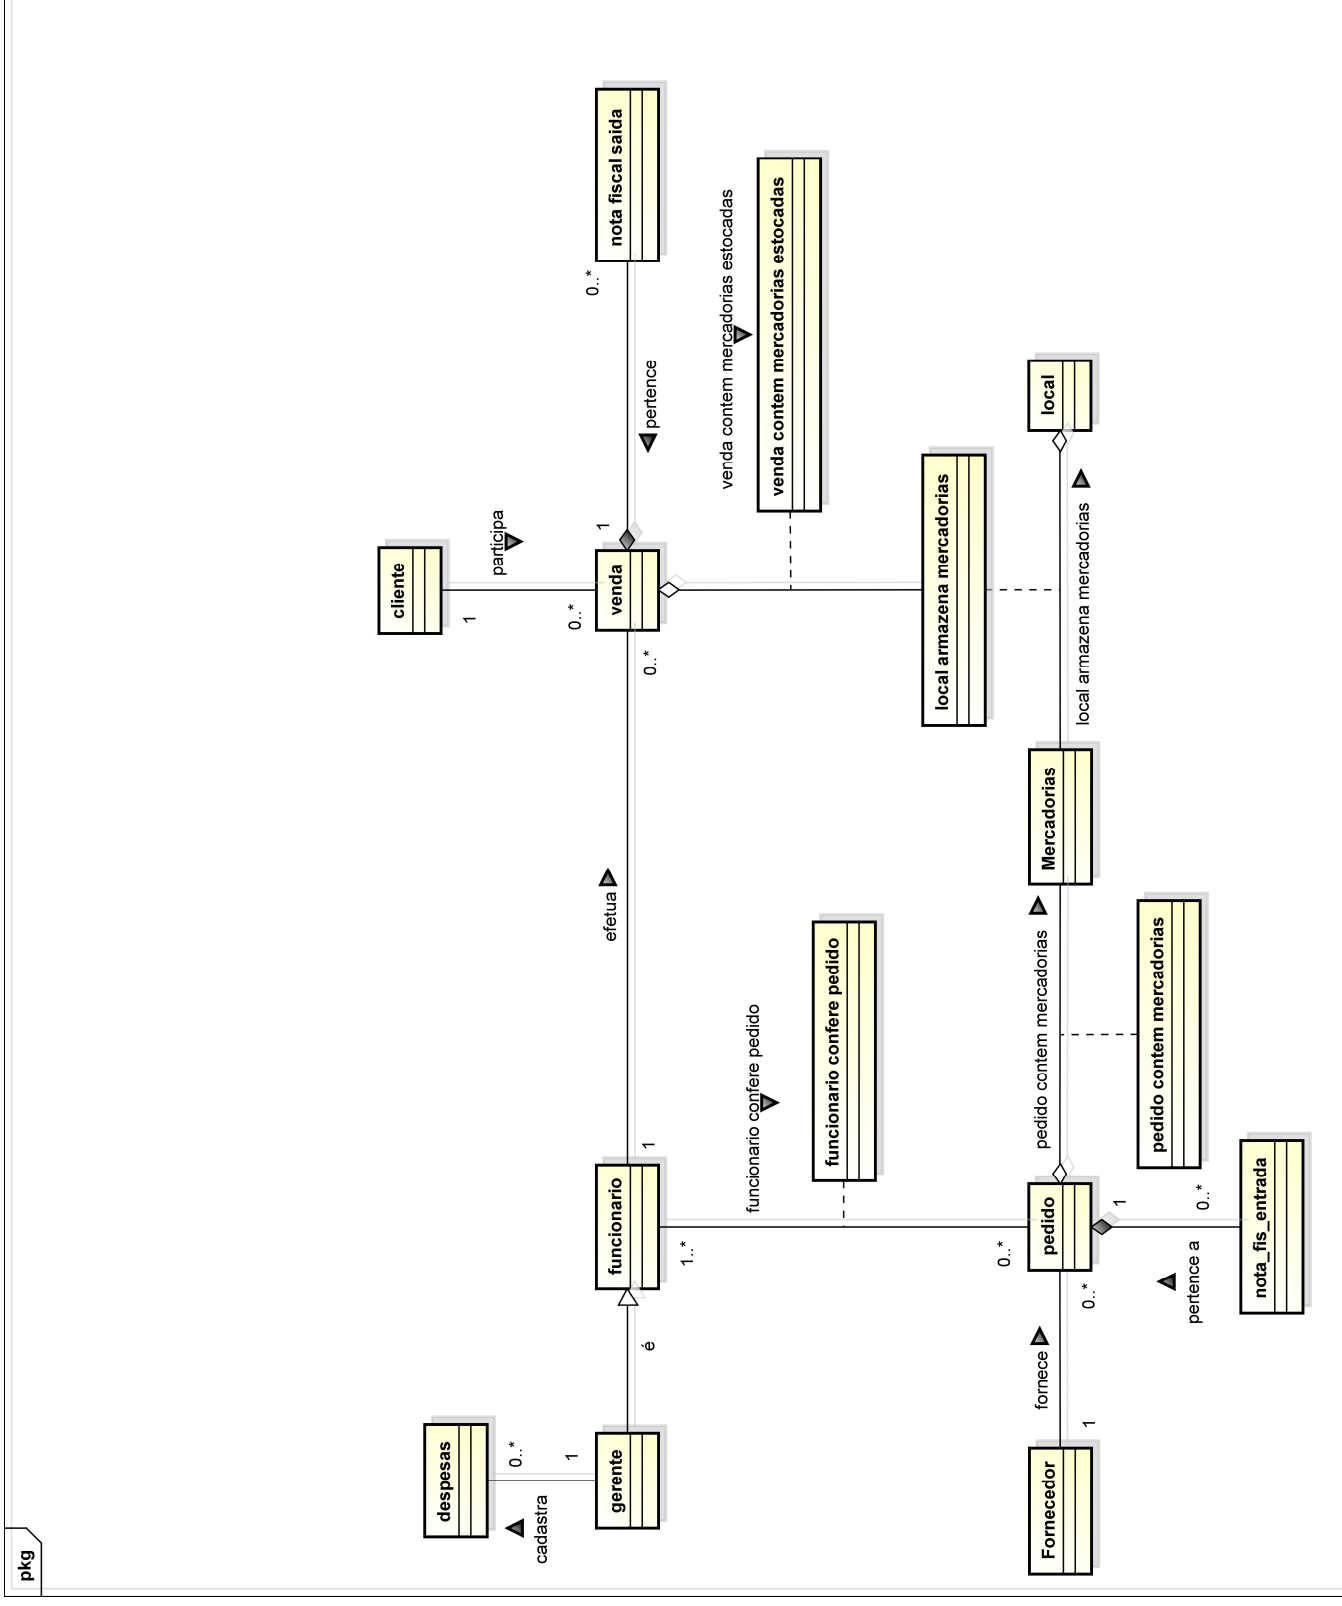 pkg
despesas
0..*
cadastra
1
gerente
é
funcionario
1
efetua
0..*
venda
1
pertence
0..*
nota fiscal saida
cliente
1
participa
0..*
venda contem mercadorias estocadas
venda contem mercadorias estocadas
1..*
funcionario confere pedido
funcionario confere pedido
0..*
local armazena mercadorias
Fornecedor
1
fornece
0..*
pedido
pedido contem mercadorias
Mercadorias
local armazena mercadorias
local
1
pertence a
0..*
nota_fis_entrada
pedido contem mercadorias